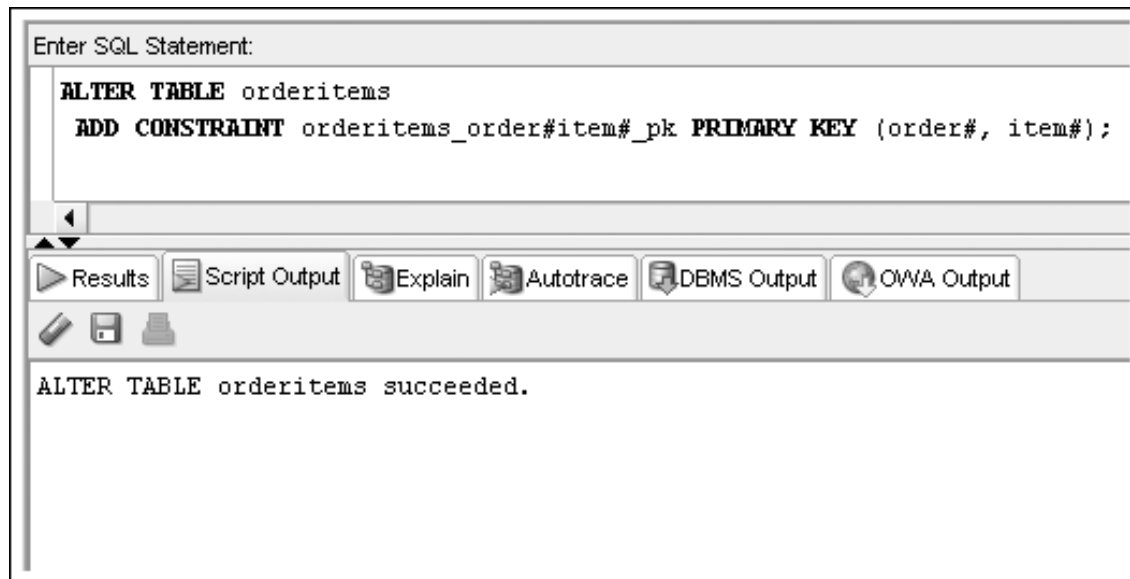 Enter SQL Statement:
ALTER TABLE orderitems
ADD CONSTRAINT orderitems_order#item#_pk PRIMARY KEY (order#, item#);
Results Script Output Explain Autotrace DBMS Output OWA Output
ALTER TABLE orderitems succeeded.